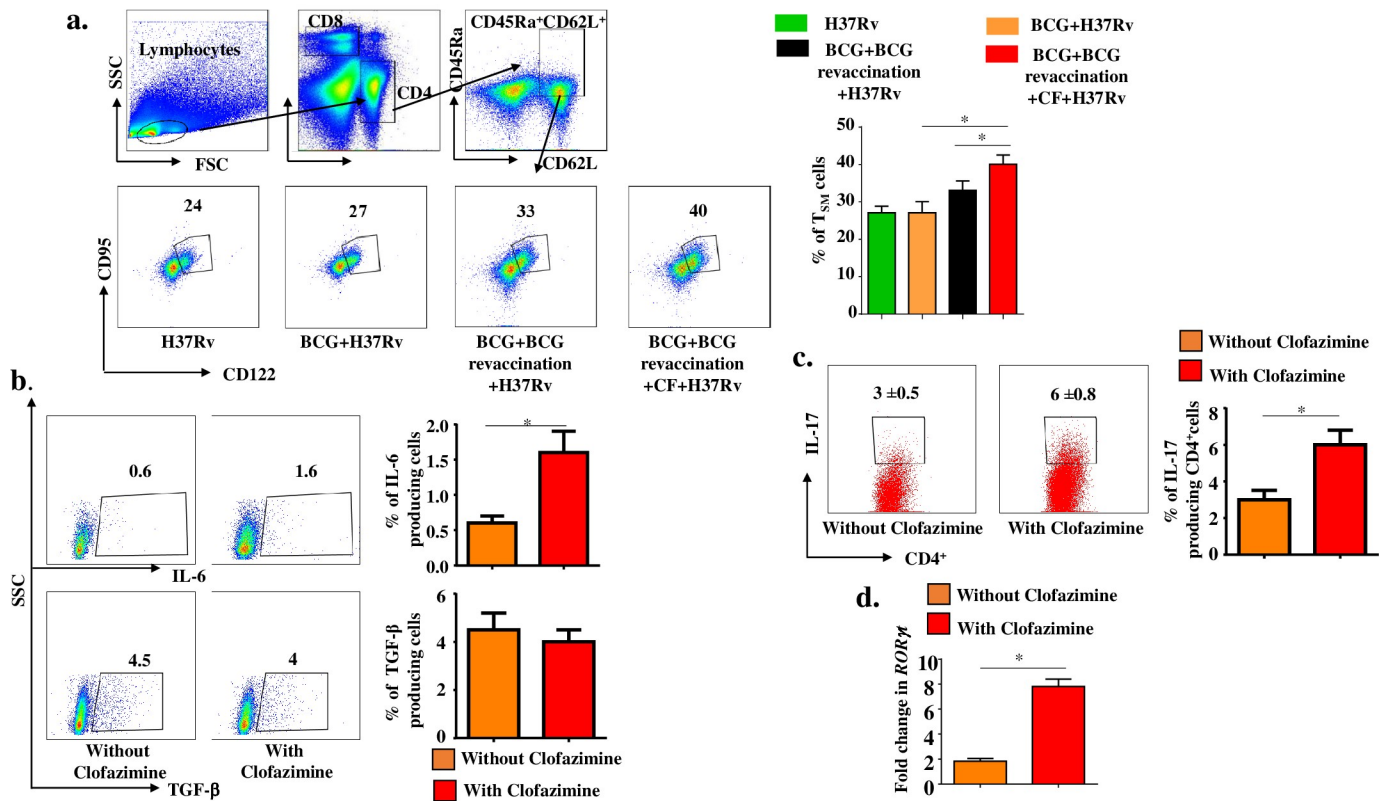 a.
SSC
Lymphocytes
FSC
CD8
CD4
CD45Ra
CD45Ra⁺CD62L⁺
CD62L
CD95
24
27
33
40
H37Rv
BCG+H37Rv
BCG+BCG
revaccination
+H37Rv
BCG+BCG
revaccination
+CF+H37Rv
CD122
H37Rv
BCG+BCG
revaccination
+H37Rv
BCG+H37Rv
BCG+BCG
revaccination
+CF+H37Rv
% of T_SM cells
50
40
30
20
10
0
*
*
b.
SSC
0.6
1.6
IL-6
4.5
4
Without
Clofazimine
With
Clofazimine
TGF-β
% of IL-6
producing cells
2.0
1.5
1.0
0.5
0.0
*
% of TGF-β
producing cells
6
4
2
0
Without Clofazimine
With Clofazimine
c.
IL-17
3 ±0.5
6 ±0.8
Without Clofazimine
With Clofazimine
CD4⁺
Without Clofazimine
With Clofazimine
% of IL-17
producing CD4⁺cells
8
6
4
2
0
*
d.
Without Clofazimine
With Clofazimine
Fold change in RORγt
10
8
6
4
2
0
*